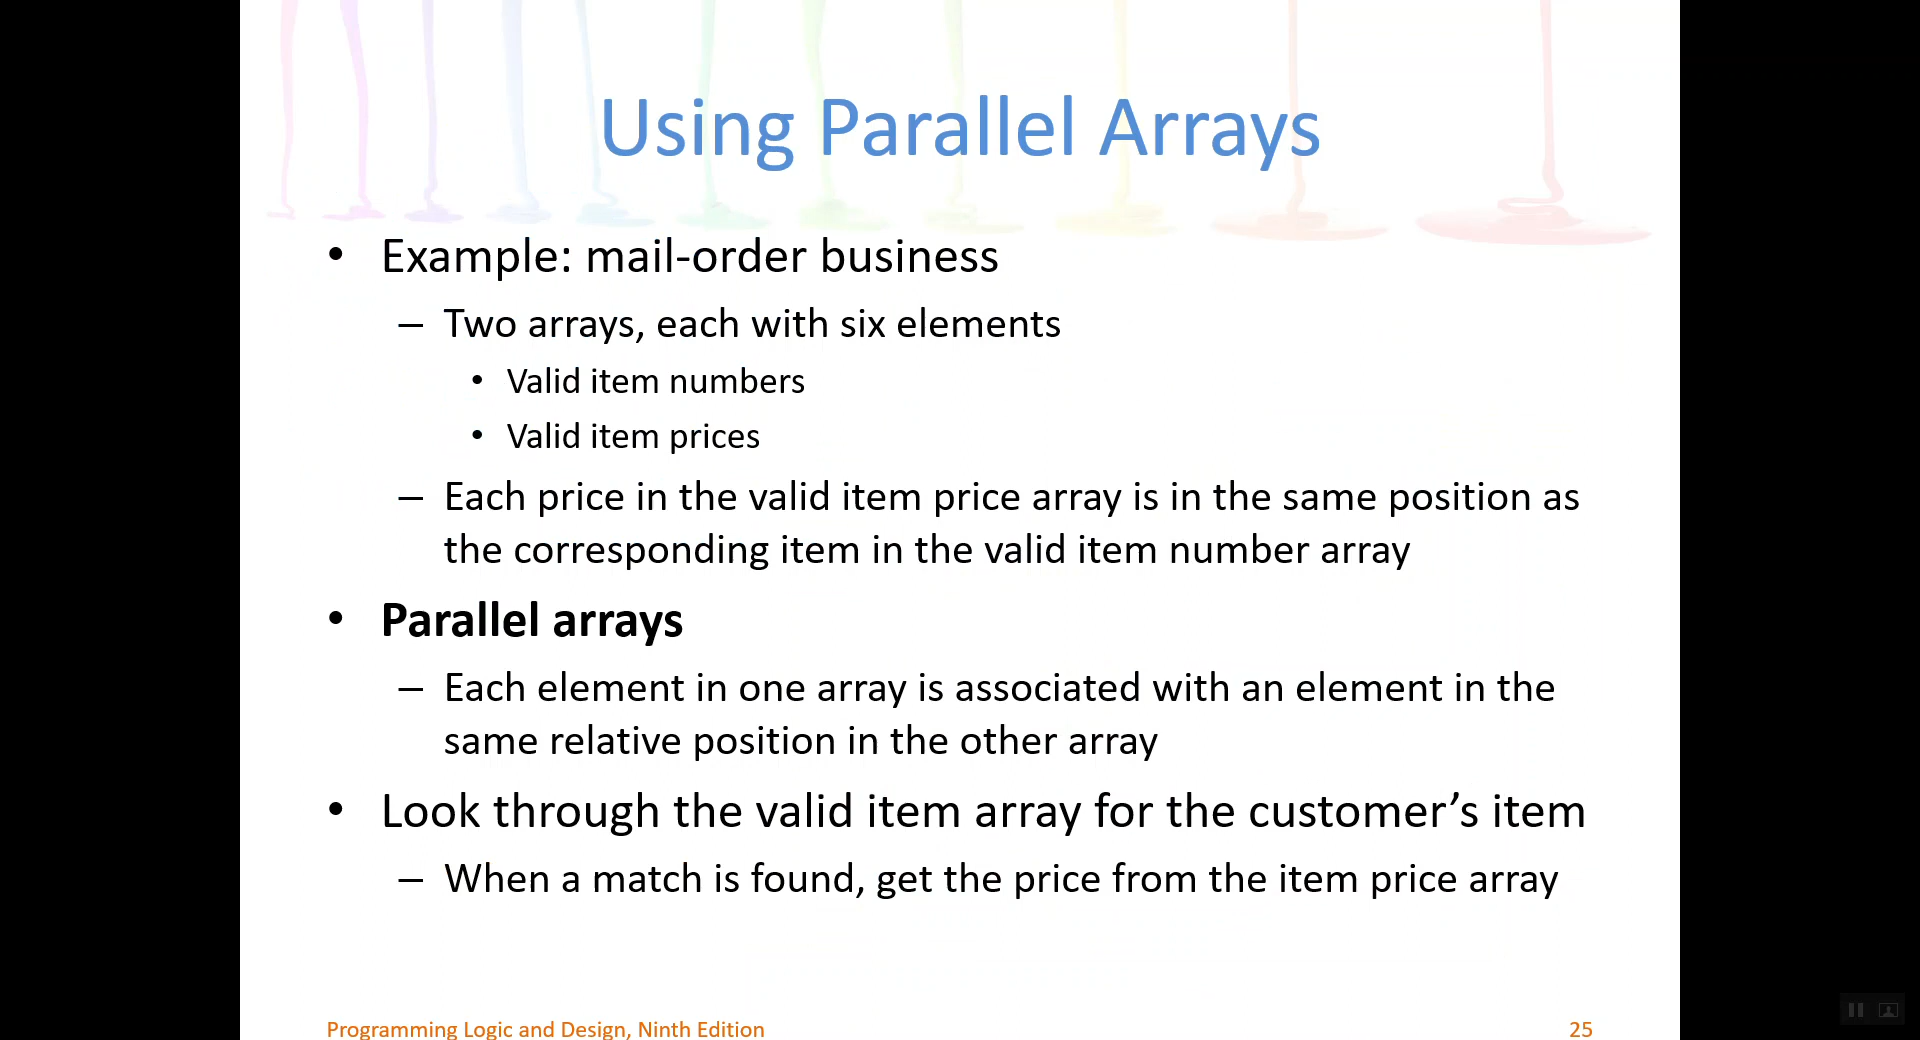 Using Parallel Arrays
• Example: mail-order business
– Two arrays, each with six elements
• Valid item numbers
• Valid item prices
– Each price in the valid item price array is in the same position as
the corresponding item in the valid item number array
• Parallel arrays
– Each element in one array is associated with an element in the
same relative position in the other array
• Look through the valid item array for the customer’s item
– When a match is found, get the price from the item price array
Programming Logic and Design, Ninth Edition
25